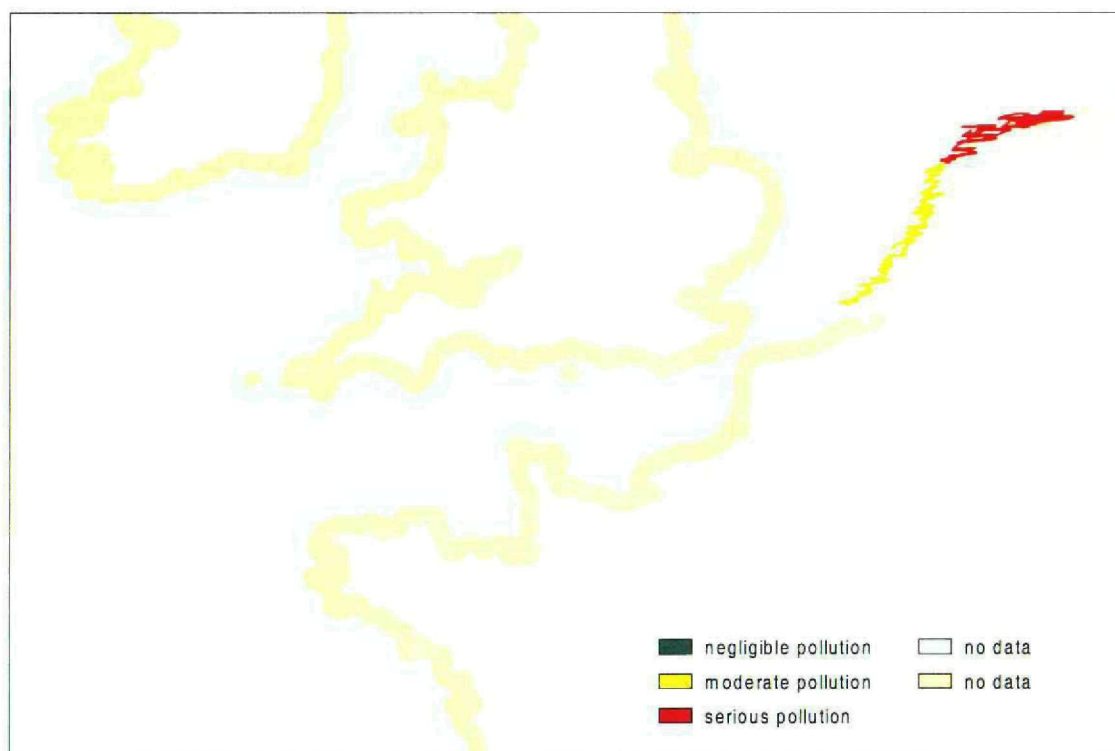 negligible pollution
no data
moderate pollution
no data
serious pollution